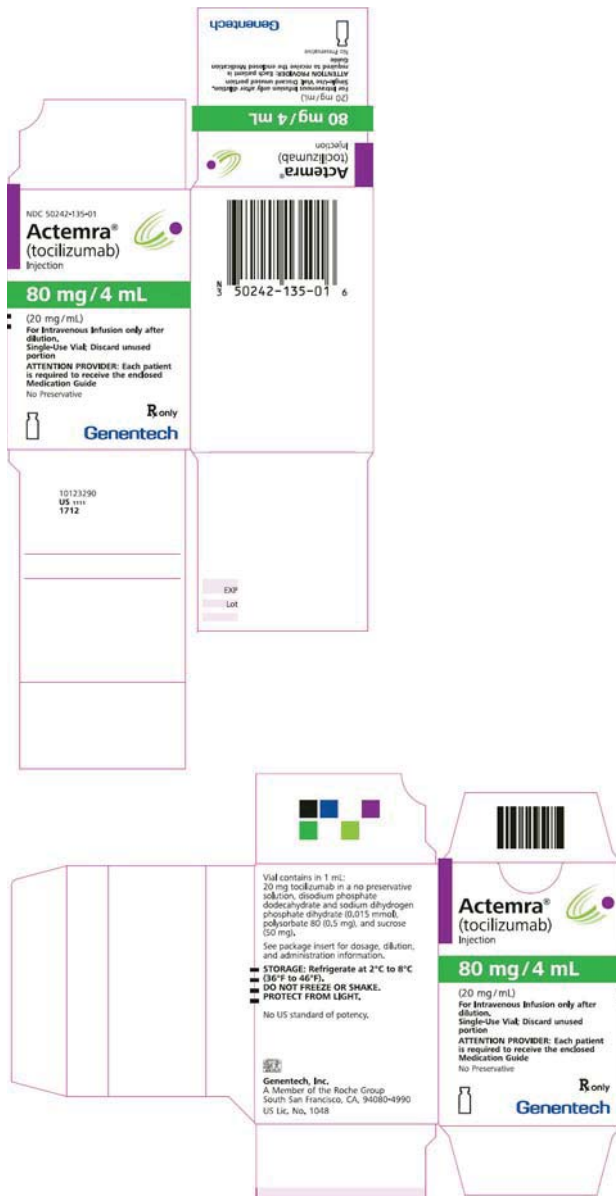 Genentech
No Preservative
Guide
required to receive the enclosed Medication
ATTENTION PROVIDER: Each patient is
Single-Use Vial; Discard unused portion
For Intravenous Infusion only after dilution.
(20 mg/mL)
80 mg/4 mL
Injection
(tocilizumab)
Actemra®
NDC 50242-135-01
Actemra®
(tocilizumab)
Injection
80 mg/4 mL
(20 mg/mL)
For Intravenous Infusion only after
dilution.
Single-Use Vial; Discard unused
portion
ATTENTION PROVIDER: Each patient
is required to receive the enclosed
Medication Guide
No Preservative
Rx only
Genentech
N
3 50242-135-01 6
10123290
US 1111
1712
EXP
Lot
Vial contains in 1 mL:
20 mg tocilizumab in a no preservative
solution, disodium phosphate
dodecahydrate and sodium dihydrogen
phosphate dihydrate (0.015 mmol),
polysorbate 80 (0.5 mg), and sucrose
(50 mg).
See package insert for dosage, dilution,
and administration information.
STORAGE: Refrigerate at 2°C to 8°C
(36°F to 46°F).
DO NOT FREEZE OR SHAKE.
PROTECT FROM LIGHT.
No US standard of potency.
Genentech, Inc.
A Member of the Roche Group
South San Francisco, CA, 94080-4990
US Lic. No. 1048
Actemra®
(tocilizumab)
Injection
80 mg/4 mL
(20 mg/mL)
For Intravenous Infusion only after
dilution.
Single-Use Vial; Discard unused
portion
ATTENTION PROVIDER: Each patient
is required to receive the enclosed
Medication Guide
No Preservative
Rx only
Genentech